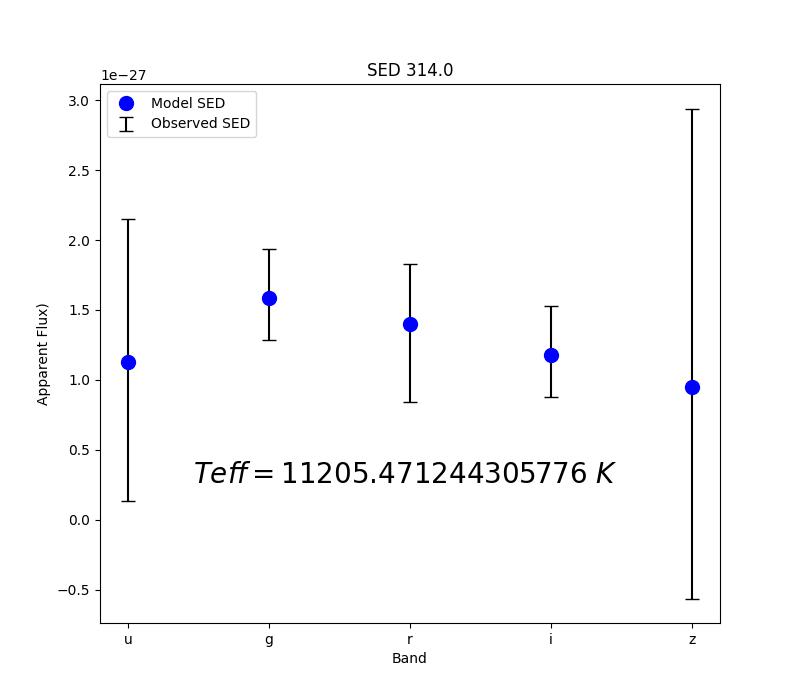 SED 314.0
1e−27
Model SED
Observed SED
3.0
2.5
2.0
1.5
1.0
0.5
0.0
−0.5
Apparent Flux)
Teff = 11205.471244305776 K
u g r i z
Band